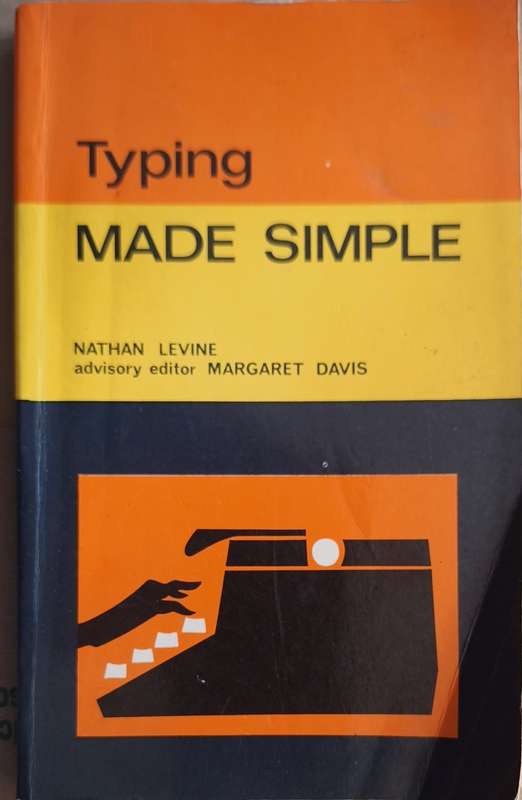 Typing
MADE SIMPLE
NATHAN LEVINE
advisory editor MARGARET DAVIS